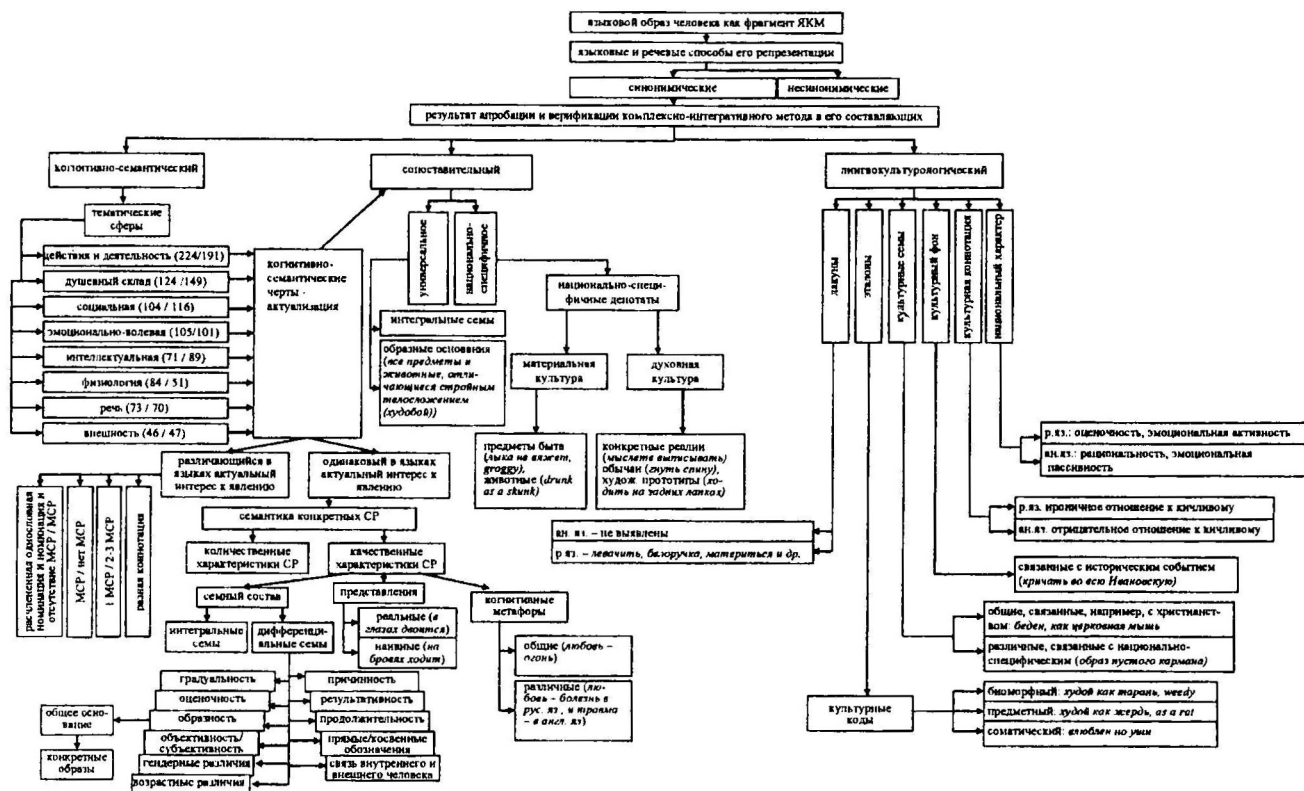 языковой образ человека как фрагмент ЯКМ
языковые и речевые способы его репрезентации
синонимические
несинонимические
результат апробации и верификации комплексно-интегративного метода в его составляющих
когнитивно-семантический
сопоставительный
лингвокультурологический
тематические
сферы
действия и деятельность (224/191)
душевный склад (124 /149)
социальная (104 / 116)
эмоционально-волевая (105/101)
интеллектуальная (71 / 89)
физиология (84 / 51)
речь (73 / 70)
внешность (46 / 47)
когнитивно-
семантические
черты -
актуализация
универсальное
национально-
специфичное
интегральные семы
образные основания
(все предметы и
животные, отли-
чающиеся стройным
телосложением
(худобой))
национально-специ-
фичные денотаты
материальная
культура
духовная
культура
предметы быта
(лыка не вяжет,
groggy),
животные (drunk
as a skunk)
конкретные реалии
(мыслете выписывать)
обычаи (гнуть спину),
худож. прототипы (хо-
дить на задних лапках)
лакуны
эталоны
культурные семы
культурный фон
культурная коннотация
национальный характер
р.яз.: оценочность, эмоциональная активность
ан.яз.: рациональность, эмоциональная
пассивность
р.яз. ироничное отношение к кичливому
ан.яз. отрицательное отношение к кичливому
связанные с историческим событием
(кричать во всю Ивановскую)
общие, связанные, например, с христианст-
вом: беден, как церковная мышь
различные, связанные с национально-
специфическим (образ пустого кармана)
ан. яз. – не выявлены
р яз. – левачить, белоручка, материться и др.
культурные
коды
биоморфный: худой как тарань, weedy
предметный: худой как жердь, as a rat
соматический: влюблен по уши
различающийся в
языках актуальный
интерес к явлению
одинаковый в языках
актуальный интерес к
явлению
расчлененная однословная
номинация и номинация и
отсутствие МСР / МСР
МСР / нет МСР
1 МСР / 2-3 МСР
разная коннотация
семантика конкретных СР
количественные
характеристики СР
качественные
характеристики СР
семный состав
представления
когнитивные
метафоры
интегральные
семы
дифференци-
альные семы
реальные (в
глазах двоится)
наивные (на
бровях ходит)
общие (любовь –
огонь)
различные (лю-
бовь – болезнь в
рус. яз , и травма
– в англ. яз)
градуальность
причинность
оценочность
результативность
образность
продолжительность
объективность/
субъективность
прямые/косвенные
обозначения
гендерные различия
связь внутреннего и
внешнего человека
возрастные различия
общее осно-
вание
конкретные
образы